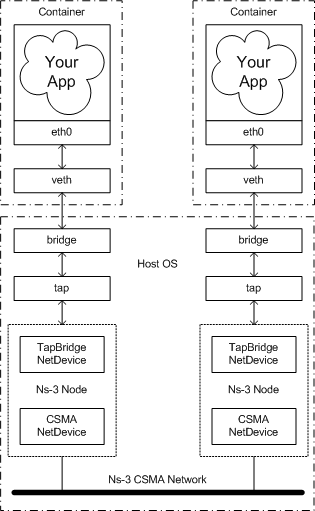 Container
Container
Your
App
Your
App
eth0
eth0
veth
veth
bridge
bridge
Host OS
tap
tap
TapBridge
NetDevice
TapBridge
NetDevice
Ns-3 Node
Ns-3 Node
CSMA
NetDevice
CSMA
NetDevice
Ns-3 CSMA Network